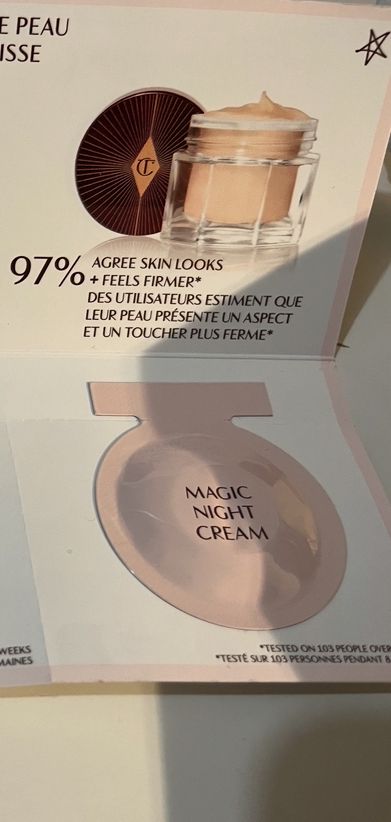 E PEAU
ISSE
CT
97% AGREE SKIN LOOKS
+ FEELS FIRMER*
DES UTILISATEURS ESTIMENT QUE
LEUR PEAU PRÉSENTE UN ASPECT
ET UN TOUCHER PLUS FERME*
MAGIC
NIGHT
CREAM
WEEKS
MAINES
*TESTED ON 103 PEOPLE OVER
*TESTÉ SUR 103 PERSONNES PENDANT 8